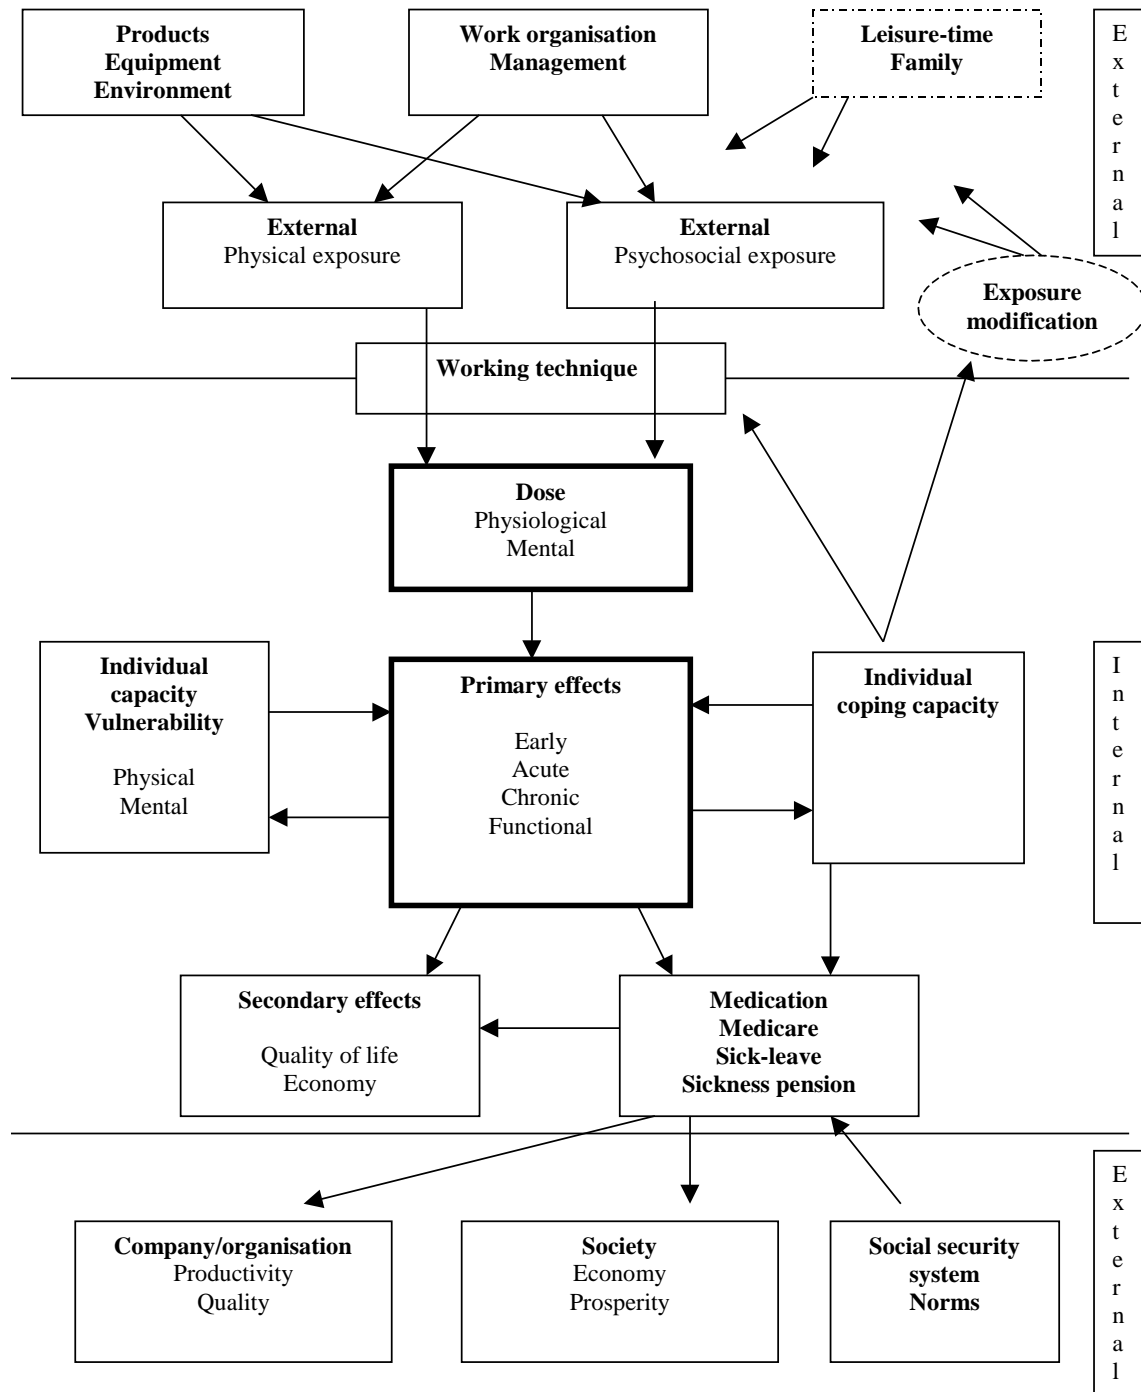 Products
Equipment
Environment
Work organisation
Management
Leisure-time
Family
E
x
t
e
r
n
a
l
External
Physical exposure
External
Psychosocial exposure
Exposure
modification
Working technique
Dose
Physiological
Mental
Individual
capacity
Vulnerability
Physical
Mental
Primary effects
Early
Acute
Chronic
Functional
Individual
coping capacity
I
n
t
e
r
n
a
l
Secondary effects
Quality of life
Economy
Medication
Medicare
Sick-leave
Sickness pension
Company/organisation
Productivity
Quality
Society
Economy
Prosperity
Social security
system
Norms
E
x
t
e
r
n
a
l